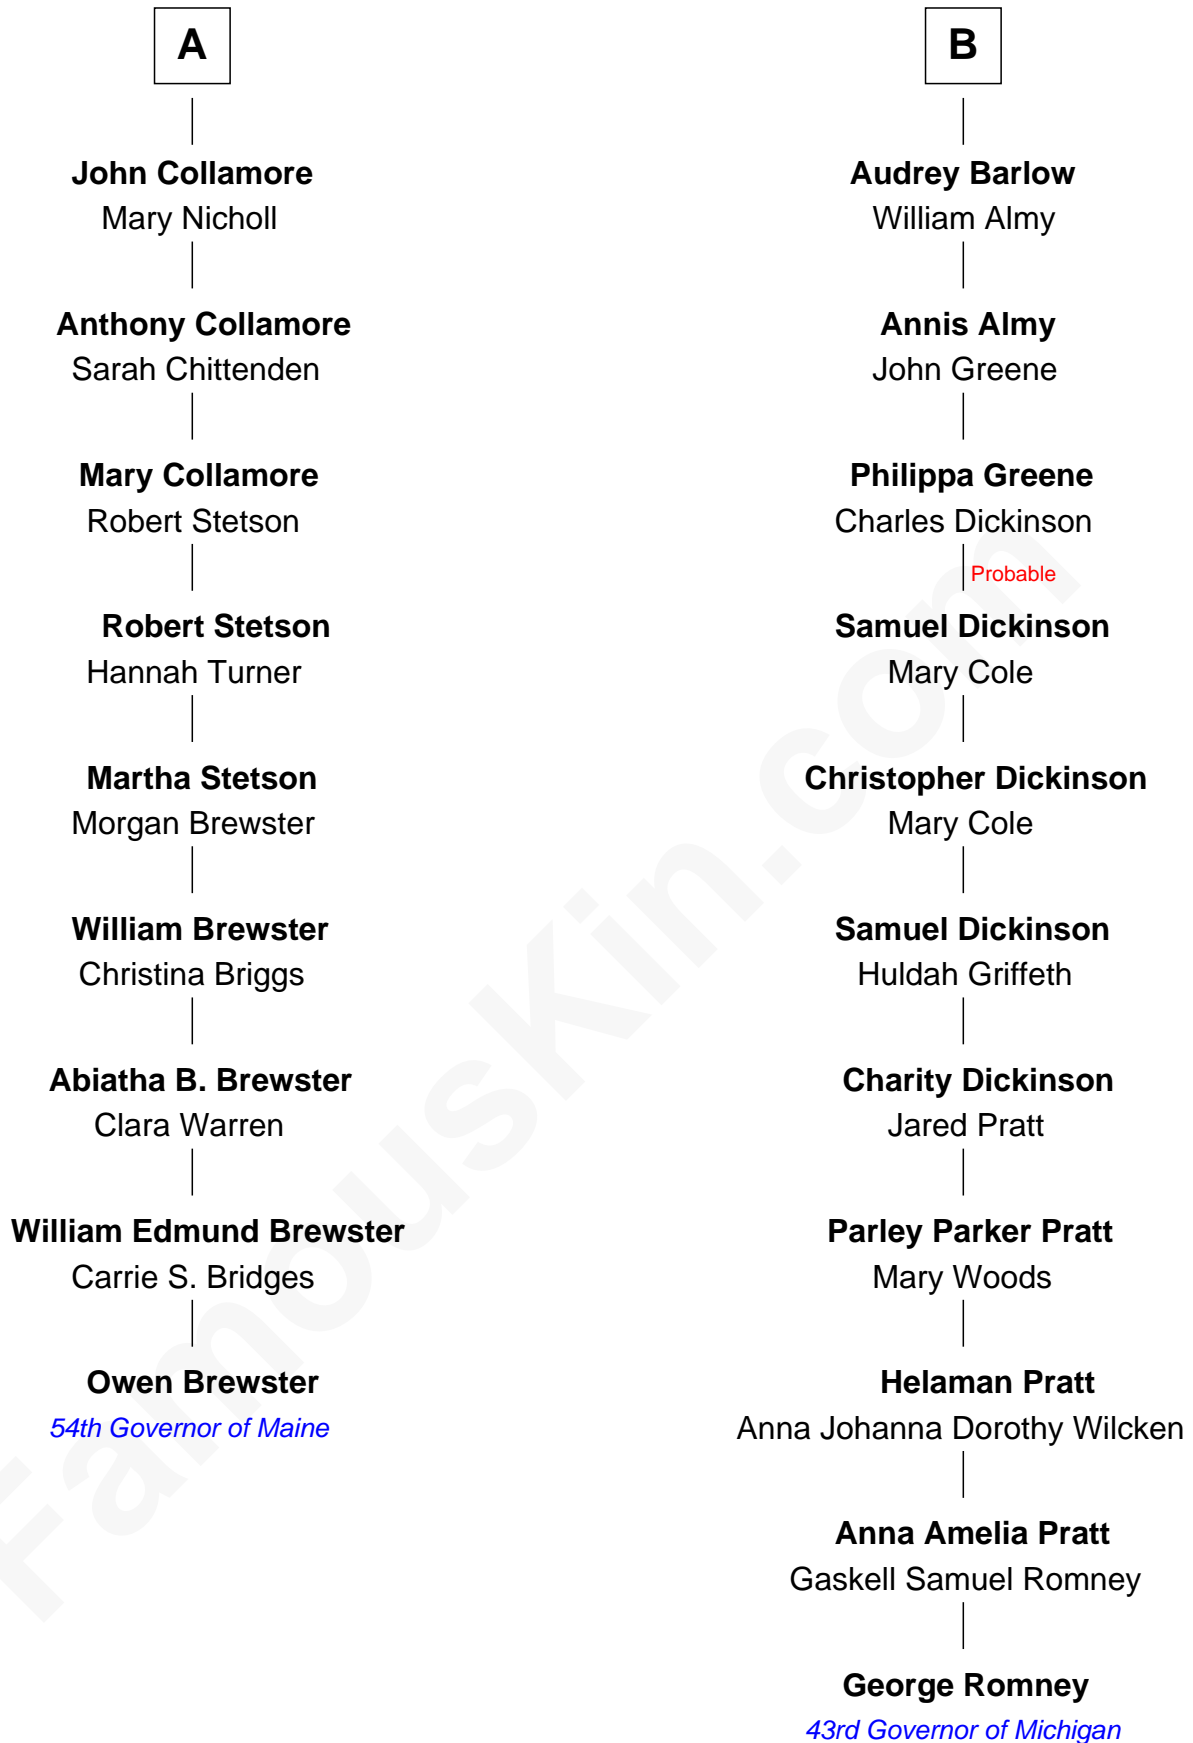 A
John Collamore
Mary Nicholl
Anthony Collamore
Sarah Chittenden
Mary Collamore
Robert Stetson
Robert Stetson
Hannah Turner
Martha Stetson
Morgan Brewster
William Brewster
Christina Briggs
Abiatha B. Brewster
Clara Warren
William Edmund Brewster
Carrie S. Bridges
Owen Brewster
54th Governor of Maine
B
Audrey Barlow
William Almy
Annis Almy
John Greene
Philippa Greene
Charles Dickinson
Probable
Samuel Dickinson
Mary Cole
Christopher Dickinson
Mary Cole
Samuel Dickinson
Huldah Griffeth
Charity Dickinson
Jared Pratt
Parley Parker Pratt
Mary Woods
Helaman Pratt
Anna Johanna Dorothy Wilcken
Anna Amelia Pratt
Gaskell Samuel Romney
George Romney
43rd Governor of Michigan
FamousKin.com